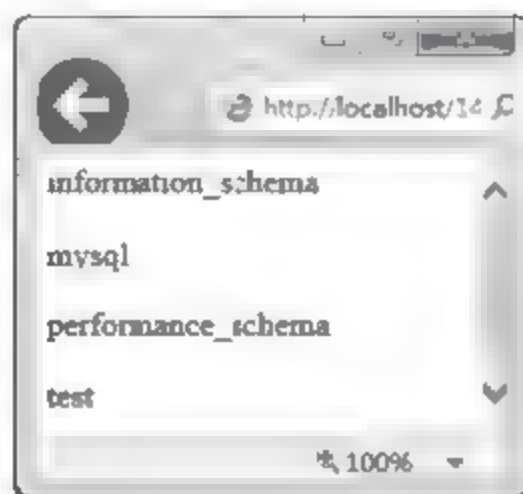 http://localhost/14
information_schema
mysql
performance_schema
test
100%